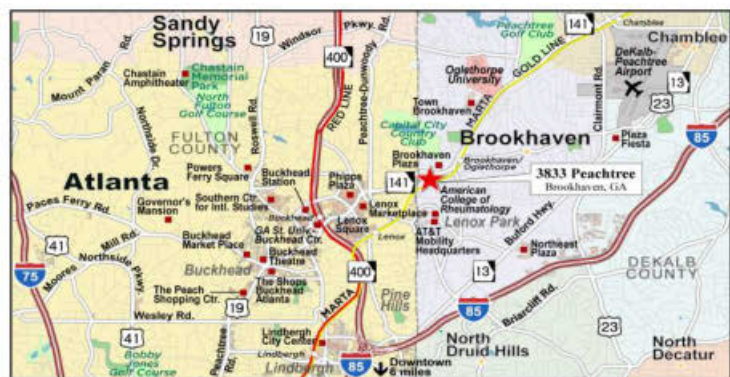 Sandy
Springs
19
Windsor
Pkwy.
400
Peachtree
Golf Club
141
Chamblee
Chamblee
DeKalb-
Peachtree
Airport
13
23
85
Mount Paran Rd.
Chastain
Amphitheater
Chastain
Memorial
Park
North
Fulton
Golf Course
Northside Dr.
Roswell Rd.
RED LINE
Peachtree-Dunwoody
Rd.
Oglethorpe
University
GOLD LINE
MARTA
Clairmont Rd.
Town
Brookhaven
Capital City
Country
Club
Brookhaven
Plaza
Fiesta
FULTON
COUNTY
Powers
Ferry Square
Buckhead
Station
Phipps
Plaza
Brookhaven
Plaza
Brookhaven/
Oglethorpe
3833 Peachtree
Brookhaven, GA
141
Atlanta
Paces Ferry Rd.
Governor's
Mansion
Southern Ctr.
for Intl. Studies
Buckhead
GA St. Univ.
Buckhead Ctr.
Lenox
Square
Lenox
Marketplace
American
College of
Rheumatology
Lenox Park
AT&T
Mobility
Headquarters
Buford Hwy.
Northeast
Plaza
DEKALB
COUNTY
41
75
Moores
Mill Rd.
Northside Pkwy.
Buckhead
Market Place
Buckhead
Buckhead
Theatre
The Shops
Buckhead
Atlanta
The Peach
Shopping Ctr.
Lenox
400
13
85
Briarcliff Rd.
Wesley Rd.
19
MARTA
Pine
Hills
23
41
Bobby
Jones
Golf Course
Peachtree
Rd.
Lindbergh
City Center
Lindbergh
Lindbergh
85
Downtown
6 miles
North
Druid Hills
North
Decatur